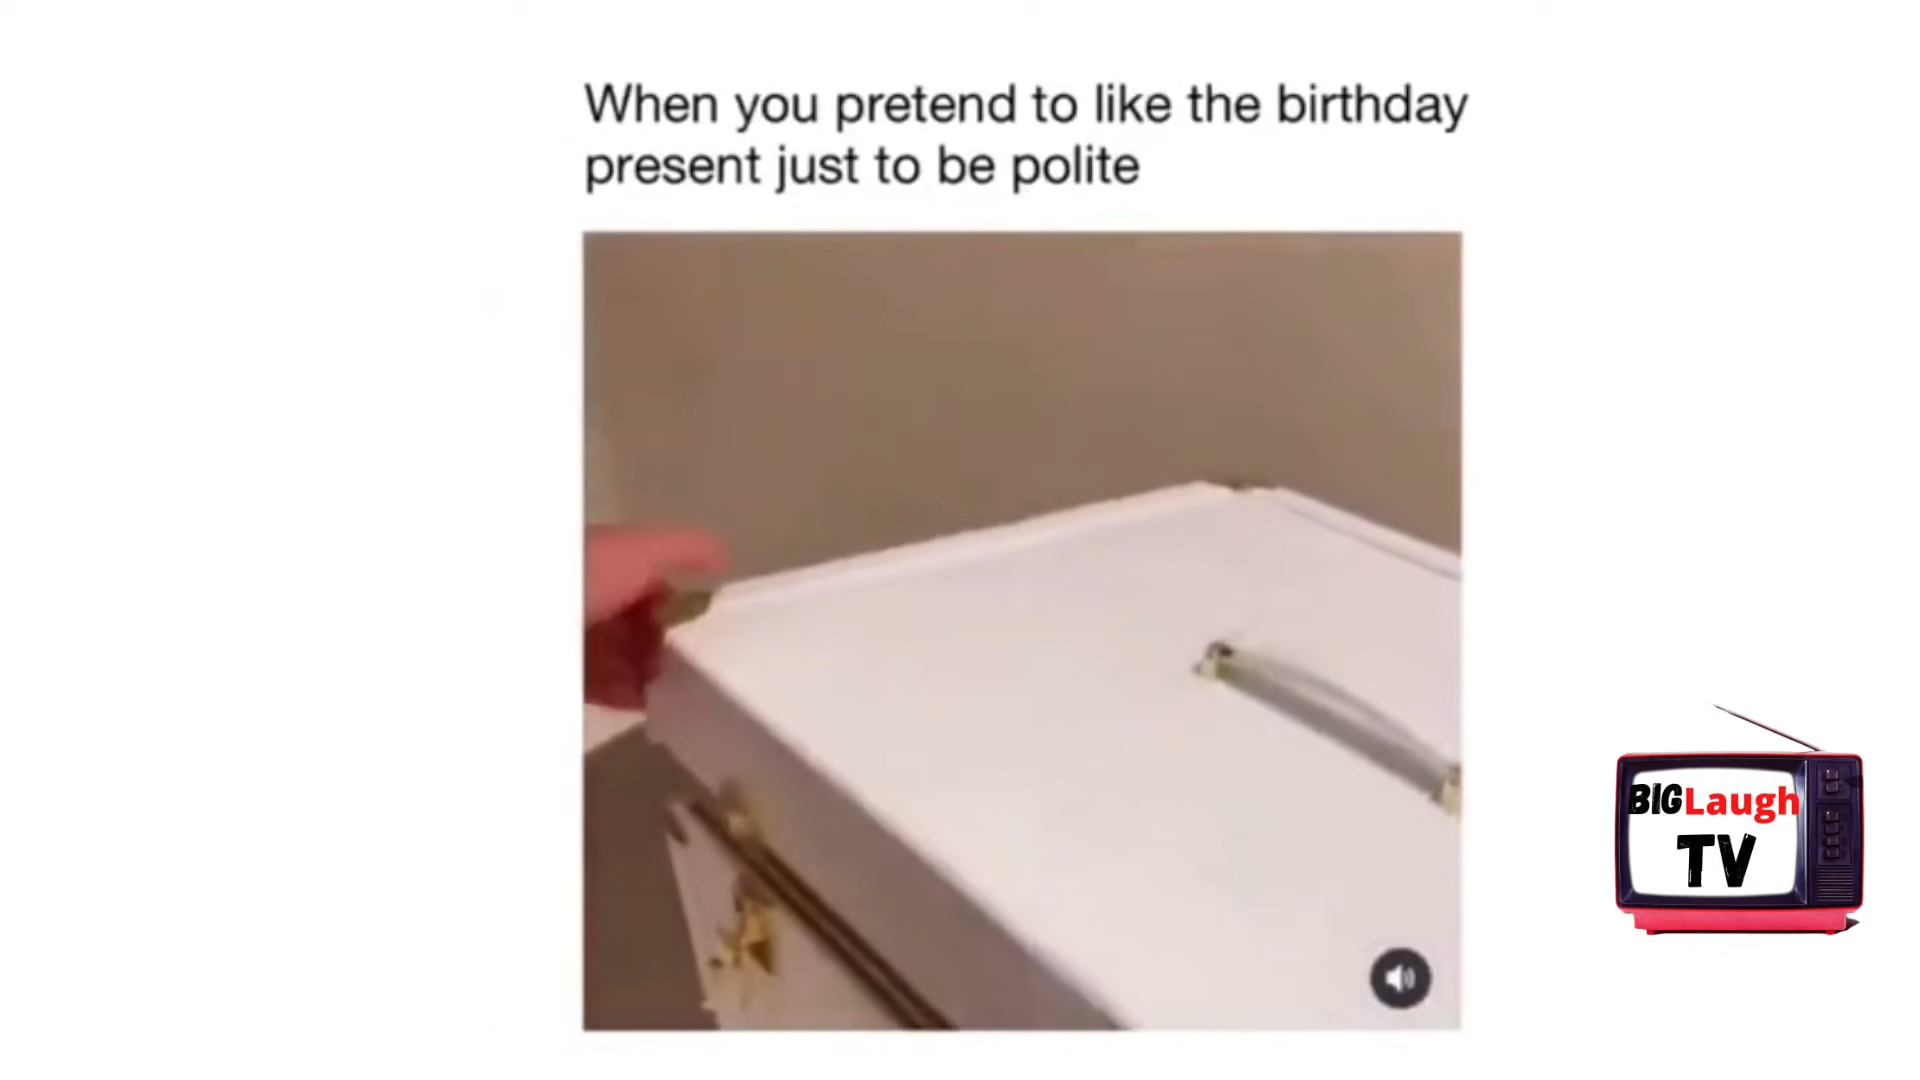 When you pretend to like the birthday
present just to be polite
BIGLaugh
TV